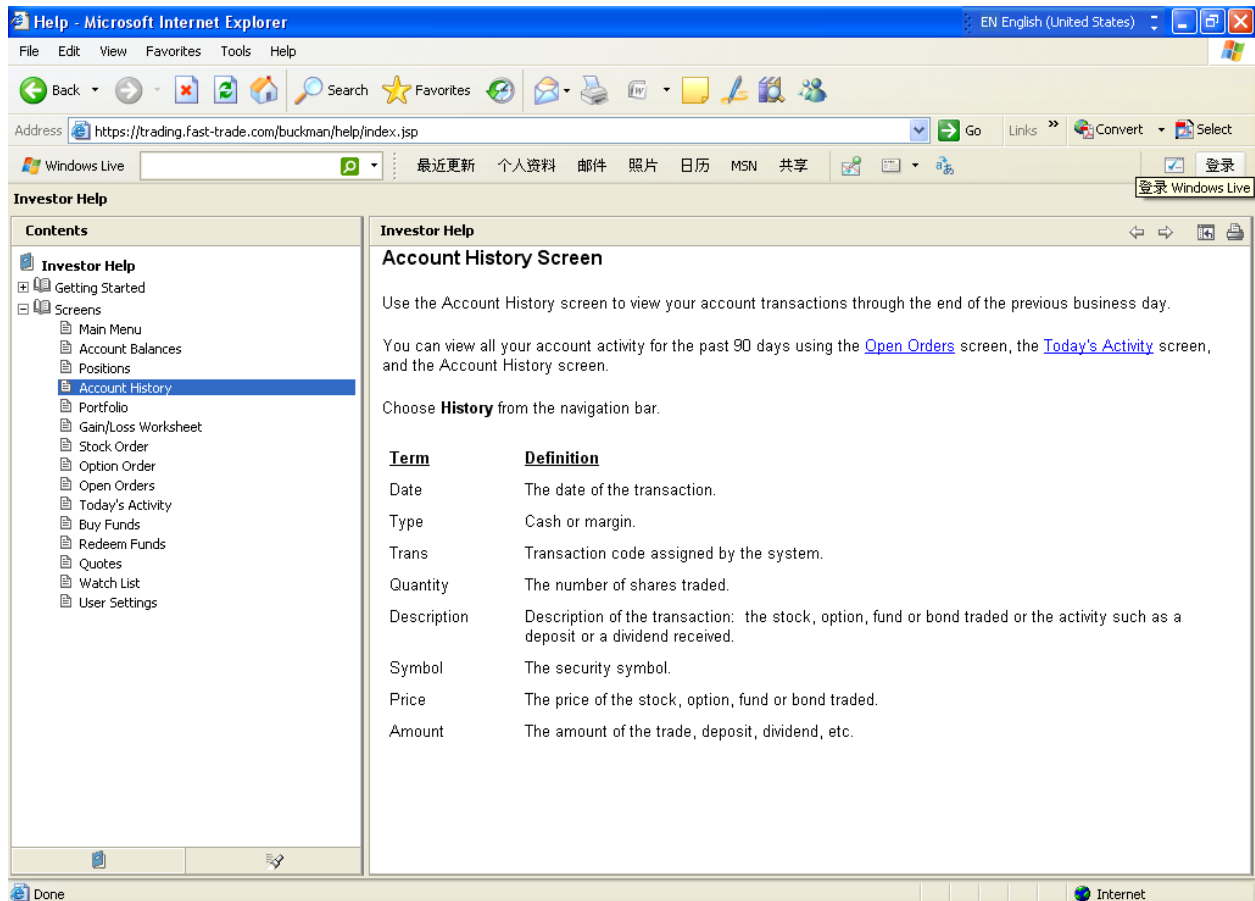 Help - Microsoft Internet Explorer
EN English (United States)
File Edit View Favorites Tools Help
Back Search Favorites
Address https://trading.fast-trade.com/buckman/help/index.jsp Go Links » Convert Select
Windows Live 最近更新 个人资料 邮件 照片 日历 MSN 共享 登录
登录 Windows Live
Investor Help
Contents
Investor Help
Getting Started
Screens
Main Menu
Account Balances
Positions
Account History
Portfolio
Gain/Loss Worksheet
Stock Order
Option Order
Open Orders
Today's Activity
Buy Funds
Redeem Funds
Quotes
Watch List
User Settings
Investor Help
Account History Screen
Use the Account History screen to view your account transactions through the end of the previous business day.
You can view all your account activity for the past 90 days using the Open Orders screen, the Today's Activity screen,
and the Account History screen.
Choose History from the navigation bar.
Term Definition
Date The date of the transaction.
Type Cash or margin.
Trans Transaction code assigned by the system.
Quantity The number of shares traded.
Description Description of the transaction: the stock, option, fund or bond traded or the activity such as a
deposit or a dividend received.
Symbol The security symbol.
Price The price of the stock, option, fund or bond traded.
Amount The amount of the trade, deposit, dividend, etc.
Done Internet